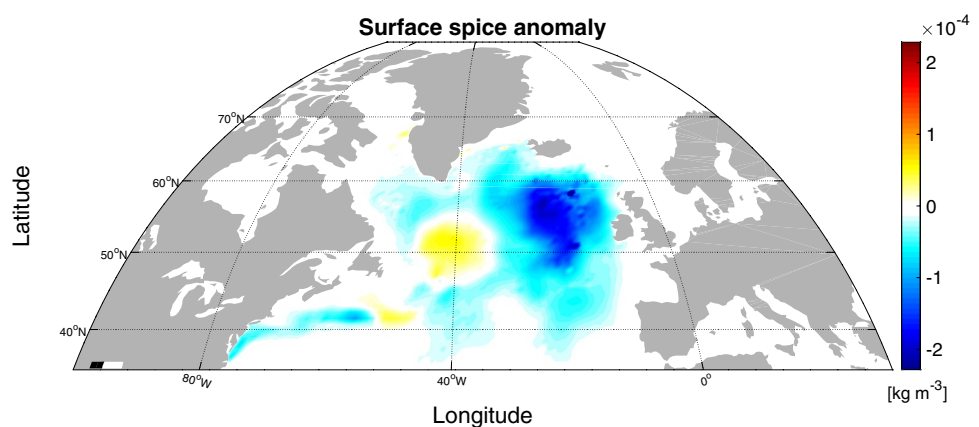 Surface spice anomaly
×10⁻⁴
2
1
0
-1
-2
[kg m⁻³]
70°N
60°N
50°N
40°N
80°W
40°W
0°
Latitude
Longitude